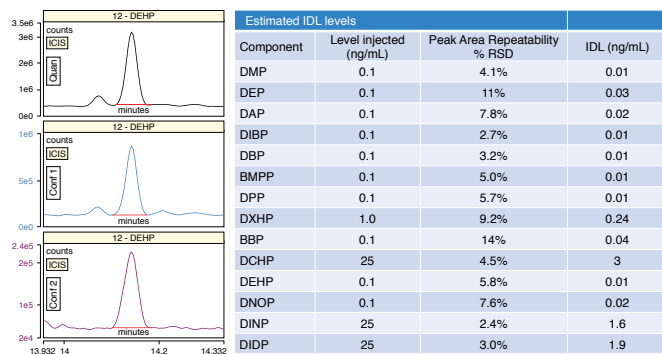 12 - DEHP
3.5e6
counts
3e6
ICIS
2e6
Quan
1e6
0e0
minutes
12 - DEHP
1e6
counts
ICIS
5e5
Conf 1
0e0
minutes
12 - DEHP
2.4e5
counts
2e5
ICIS
1e5
Conf 2
2e4
minutes
13.932 14 14.2 14.332
Estimated IDL levels
Component Level injected (ng/mL) Peak Area Repeatability % RSD IDL (ng/mL)
DMP 0.1 4.1% 0.01
DEP 0.1 11% 0.03
DAP 0.1 7.8% 0.02
DIBP 0.1 2.7% 0.01
DBP 0.1 3.2% 0.01
BMPP 0.1 5.0% 0.01
DPP 0.1 5.7% 0.01
DXHP 1.0 9.2% 0.24
BBP 0.1 14% 0.04
DCHP 25 4.5% 3
DEHP 0.1 5.8% 0.01
DNOP 0.1 7.6% 0.02
DINP 25 2.4% 1.6
DIDP 25 3.0% 1.9